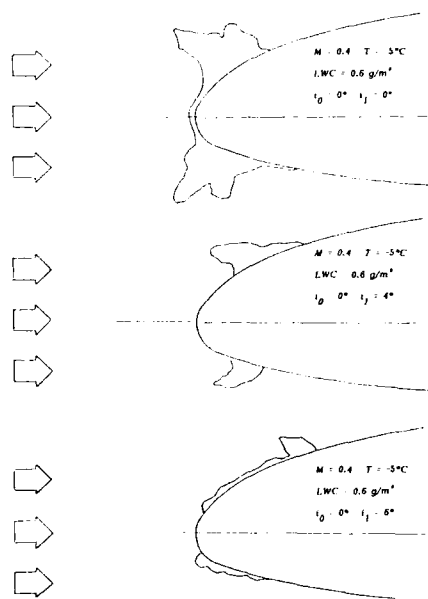 M = 0.4 T = 5°C
LWC = 0.6 g/m³
i₀ = 0° i₁ = 0°
M = 0.4 T = -5°C
LWC 0.6 g/m³
i₀ 0° i₁ = 4°
M = 0.4 T = -5°C
LWC 0.6 g/m³
i₀ = 0° i₁ = 6°